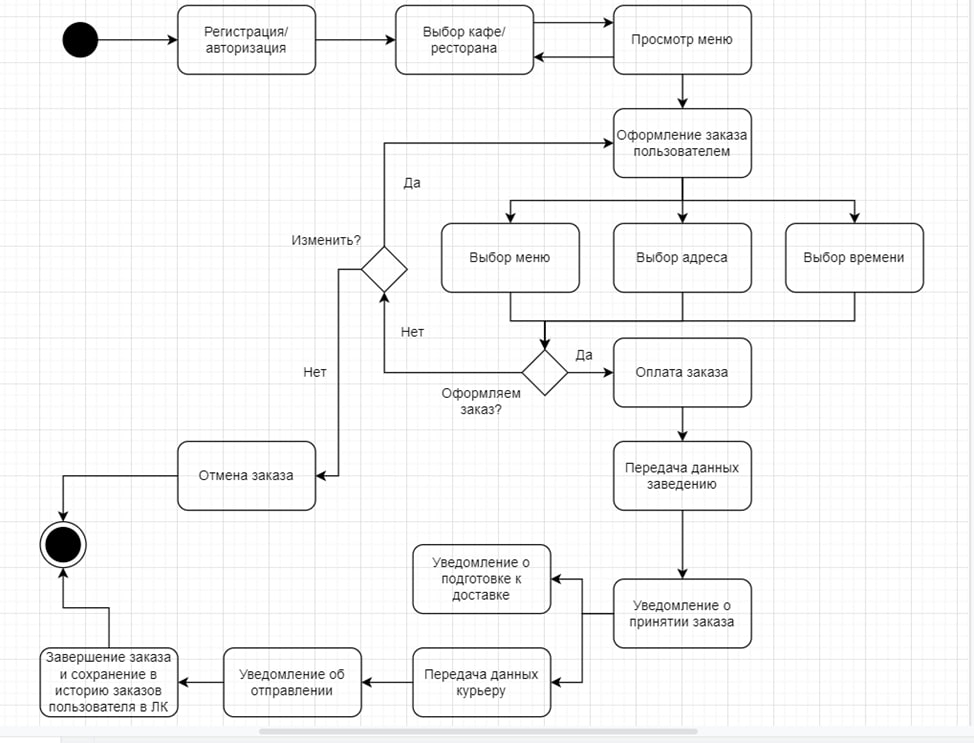 Регистрация/
авторизация
Выбор кафе/
ресторана
Просмотр меню
Оформление заказа
пользователем
Да
Изменить?
Выбор меню
Выбор адреса
Выбор времени
Нет
Да
Нет
Оплата заказа
Оформляем
заказ?
Отмена заказа
Передача данных
заведению
Уведомление о
подготовке к
доставке
Уведомление о
принятии заказа
Завершение заказа
и сохранение в
историю заказов
пользователя в ЛК
Уведомление об
отправлении
Передача данных
курьеру